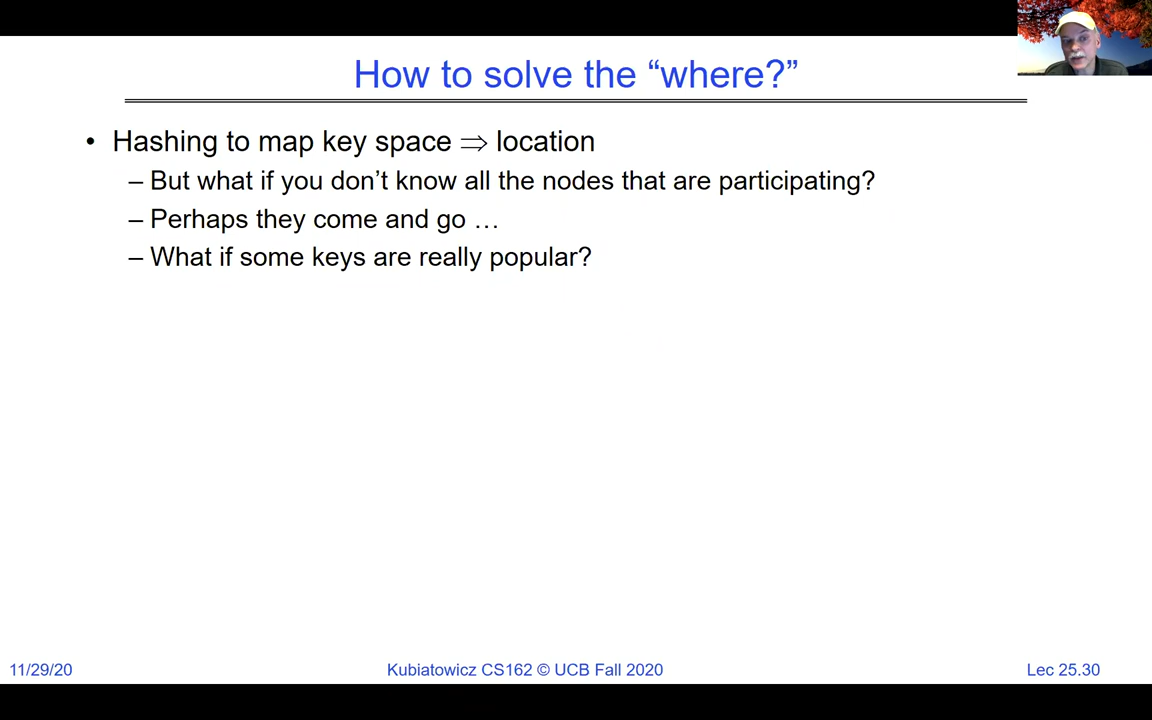 How to solve the “where?”
• Hashing to map key space ⇒ location
– But what if you don’t know all the nodes that are participating?
– Perhaps they come and go …
– What if some keys are really popular?
11/29/20
Kubiatowicz CS162 © UCB Fall 2020
Lec 25.30